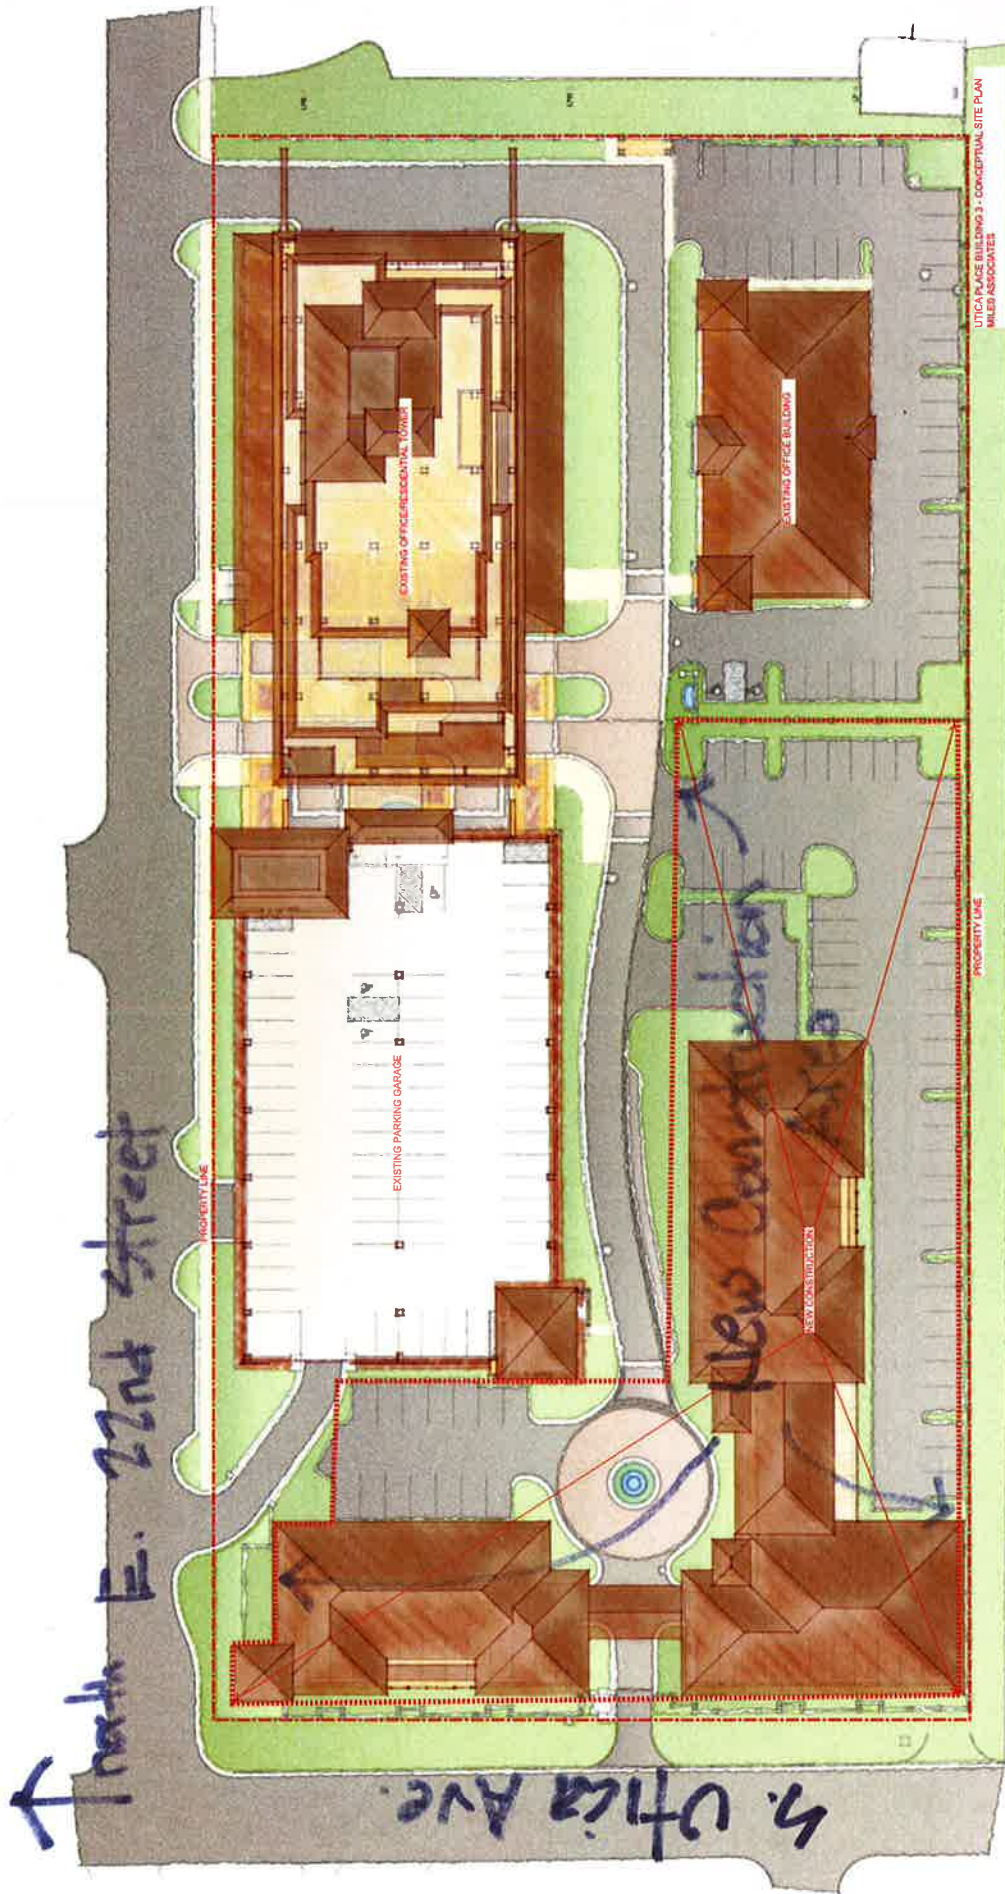 north
E. 22nd Street
S. Utica Ave.
New Construction
Area
PROPERTY LINE
EXISTING PARKING GARAGE
EXISTING OFFICE/RESIDENTIAL TOWER
EXISTING OFFICE BUILDING
NEW CONSTRUCTION
PROPERTY LINE
UTICA PLACE BUILDING 3 - CONCEPTUAL SITE PLAN
MILES ASSOCIATES